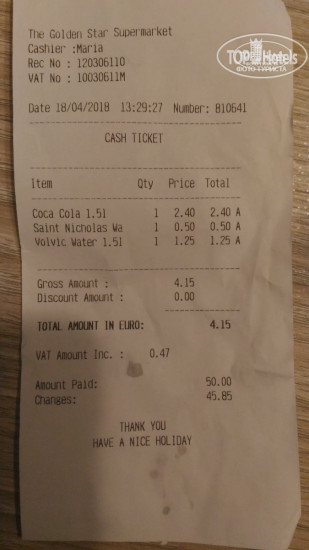 The Golden Star Supermarket
Cashier :Maria
Rec No : 120306110
VAT No : 10030611M
TOP Hotels
ФОТО ТУРИСТА
Date 18/04/2018 13:29:27 Number: 810641
CASH TICKET
Item Qty Price Total
Coca Cola 1.5l 1 2.40 2.40 A
Saint Nicholas Wa 1 0.50 0.50 A
Volvic Water 1.5l 1 1.25 1.25 A
Gross Amount : 4.15
Discount Amount : 0.00
TOTAL AMOUNT IN EURO: 4.15
VAT Amount Inc. : 0.47
Amount Paid: 50.00
Changas: 45.85
THANK YOU
HAVE A NICE HOLIDAY